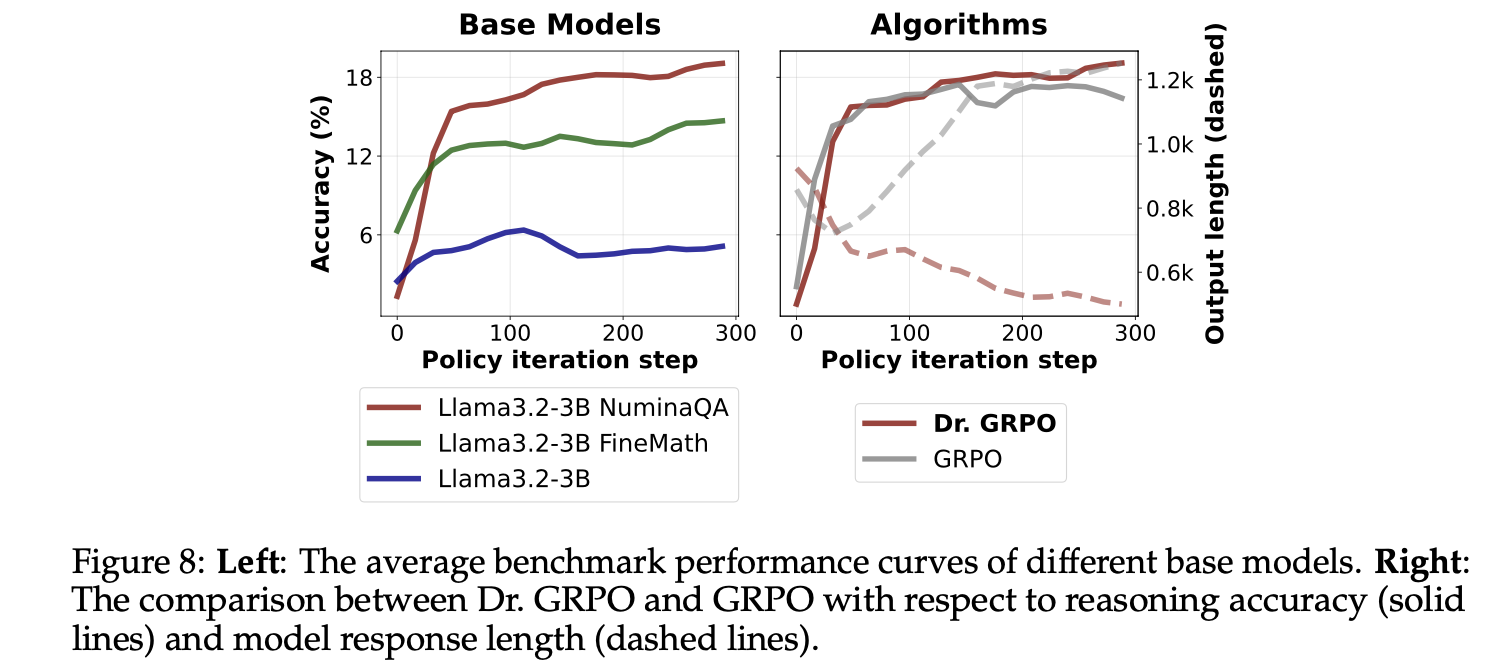 Base Models
Algorithms
Accuracy (%)
18
12
6
0
100
200
300
Policy iteration step
0
100
200
300
Policy iteration step
1.2k
1.0k
0.8k
0.6k
Output length (dashed)
Llama3.2-3B NuminaQA
Llama3.2-3B FineMath
Llama3.2-3B
Dr. GRPO
GRPO
Figure 8: Left: The average benchmark performance curves of different base models. Right:
The comparison between Dr. GRPO and GRPO with respect to reasoning accuracy (solid
lines) and model response length (dashed lines).